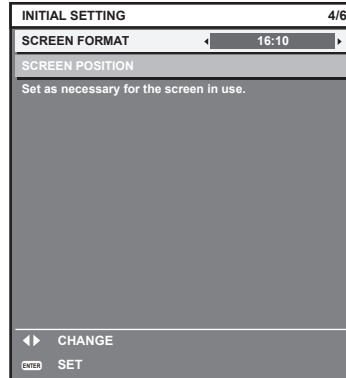 INITIAL SETTING 4/6
SCREEN FORMAT 16:10
SCREEN POSITION
Set as necessary for the screen in use.
CHANGE
ENTER SET